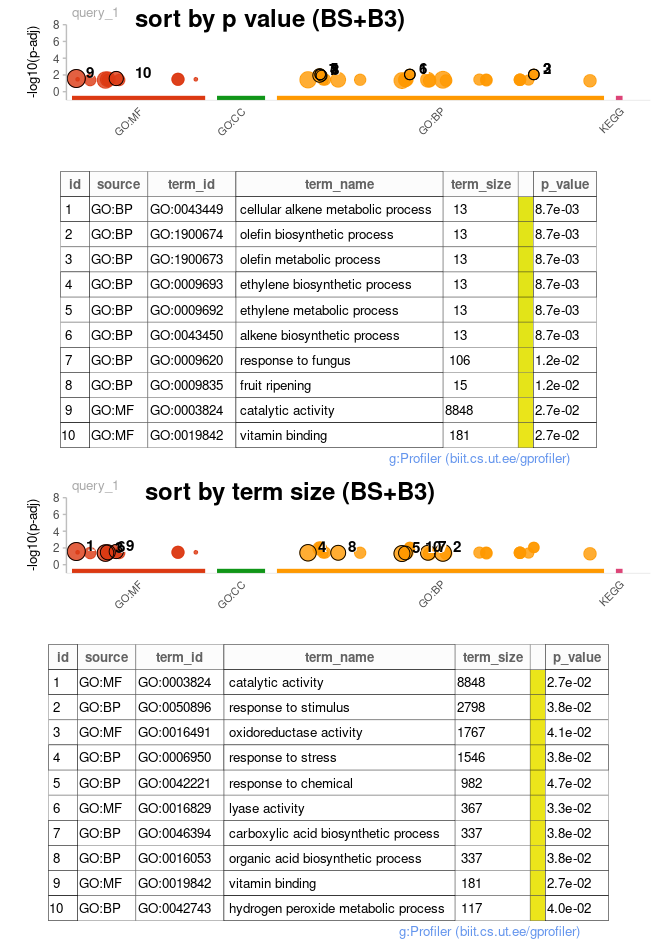 query_1
sort by p value (BS+B3)
-log10(p-adj)
8
6
4
2
0
9 10 6 2
GO:MF GO:CC GO:BP KEGG
id source term_id term_name term_size p_value
1 GO:BP GO:0043449 cellular alkene metabolic process 13 8.7e-03
2 GO:BP GO:1900674 olefin biosynthetic process 13 8.7e-03
3 GO:BP GO:1900673 olefin metabolic process 13 8.7e-03
4 GO:BP GO:0009693 ethylene biosynthetic process 13 8.7e-03
5 GO:BP GO:0009692 ethylene metabolic process 13 8.7e-03
6 GO:BP GO:0043450 alkene biosynthetic process 13 8.7e-03
7 GO:BP GO:0009620 response to fungus 106 1.2e-02
8 GO:BP GO:0009835 fruit ripening 15 1.2e-02
9 GO:MF GO:0003824 catalytic activity 8848 2.7e-02
10 GO:MF GO:0019842 vitamin binding 181 2.7e-02
g:Profiler (biit.cs.ut.ee/gprofiler)
query_1
sort by term size (BS+B3)
-log10(p-adj)
8
6
4
2
0
1 9 4 8 5 10 7 2
GO:MF GO:CC GO:BP KEGG
id source term_id term_name term_size p_value
1 GO:MF GO:0003824 catalytic activity 8848 2.7e-02
2 GO:BP GO:0050896 response to stimulus 2798 3.8e-02
3 GO:MF GO:0016491 oxidoreductase activity 1767 4.1e-02
4 GO:BP GO:0006950 response to stress 1546 3.8e-02
5 GO:BP GO:0042221 response to chemical 982 4.7e-02
6 GO:MF GO:0016829 lyase activity 367 3.3e-02
7 GO:BP GO:0046394 carboxylic acid biosynthetic process 337 3.8e-02
8 GO:BP GO:0016053 organic acid biosynthetic process 337 3.8e-02
9 GO:MF GO:0019842 vitamin binding 181 2.7e-02
10 GO:BP GO:0042743 hydrogen peroxide metabolic process 117 4.0e-02
g:Profiler (biit.cs.ut.ee/gprofiler)